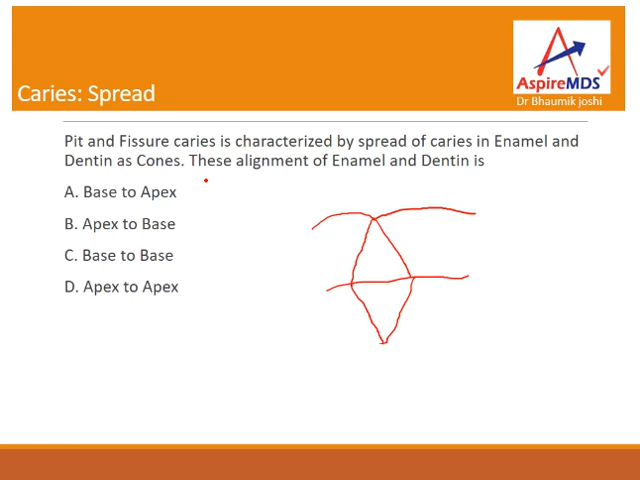 AspireMDS
Dr Bhaumik joshi
Caries: Spread
Pit and Fissure caries is characterized by spread of caries in Enamel and
Dentin as Cones. These alignment of Enamel and Dentin is
A. Base to Apex
B. Apex to Base
C. Base to Base
D. Apex to Apex